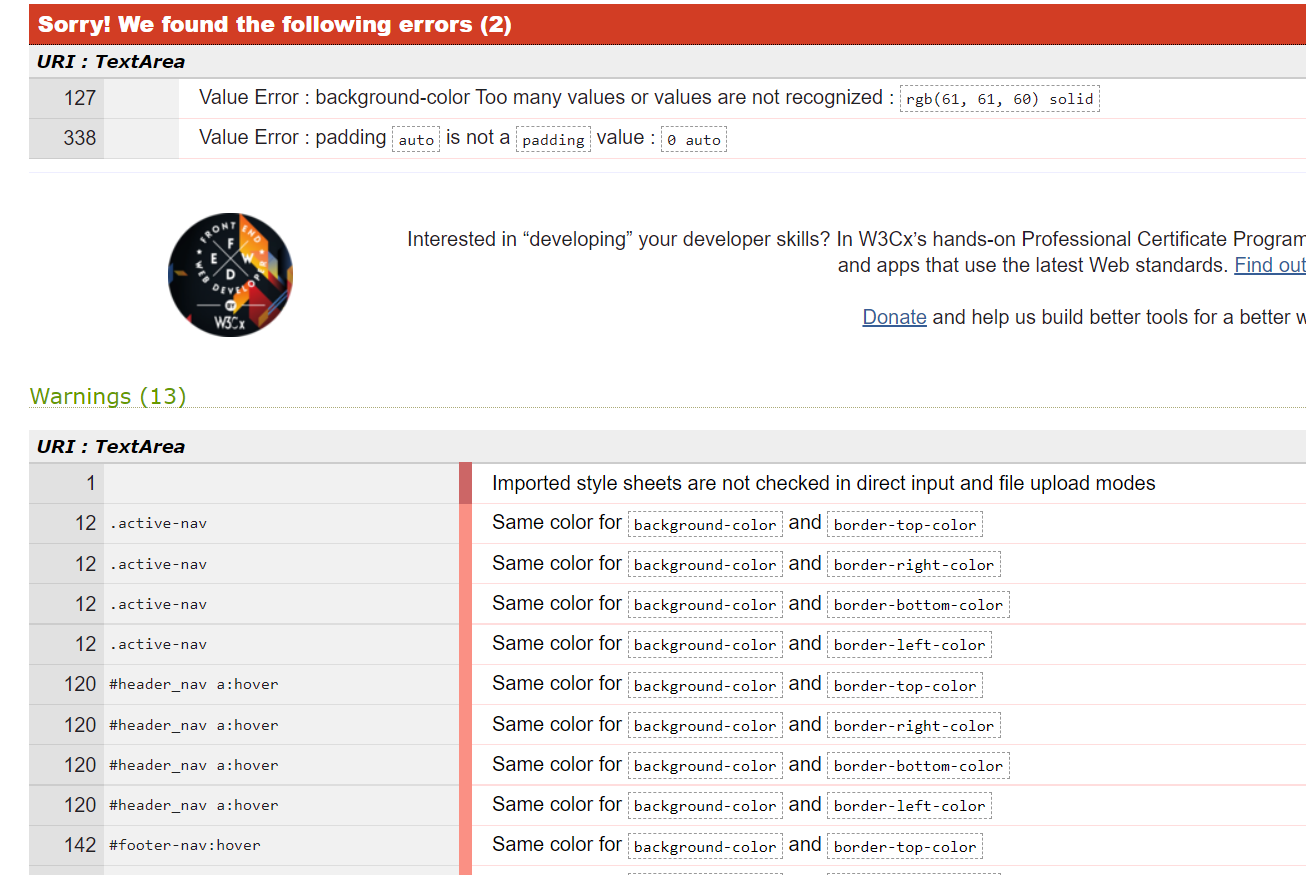 Sorry! We found the following errors (2)
URI : TextArea
127 Value Error : background-color Too many values or values are not recognized : rgb(61, 61, 60) solid
338 Value Error : padding auto is not a padding value : 0 auto
FRONT END
F
E W
D
WEB DEVELOPER
BY
W3Cx
Interested in “developing” your developer skills? In W3Cx’s hands-on Professional Certificate Program
and apps that use the latest Web standards. Find out
Donate and help us build better tools for a better w
Warnings (13)
URI : TextArea
1 Imported style sheets are not checked in direct input and file upload modes
12 .active-nav Same color for background-color and border-top-color
12 .active-nav Same color for background-color and border-right-color
12 .active-nav Same color for background-color and border-bottom-color
12 .active-nav Same color for background-color and border-left-color
120 #header_nav a:hover Same color for background-color and border-top-color
120 #header_nav a:hover Same color for background-color and border-right-color
120 #header_nav a:hover Same color for background-color and border-bottom-color
120 #header_nav a:hover Same color for background-color and border-left-color
142 #footer-nav:hover Same color for background-color and border-top-color